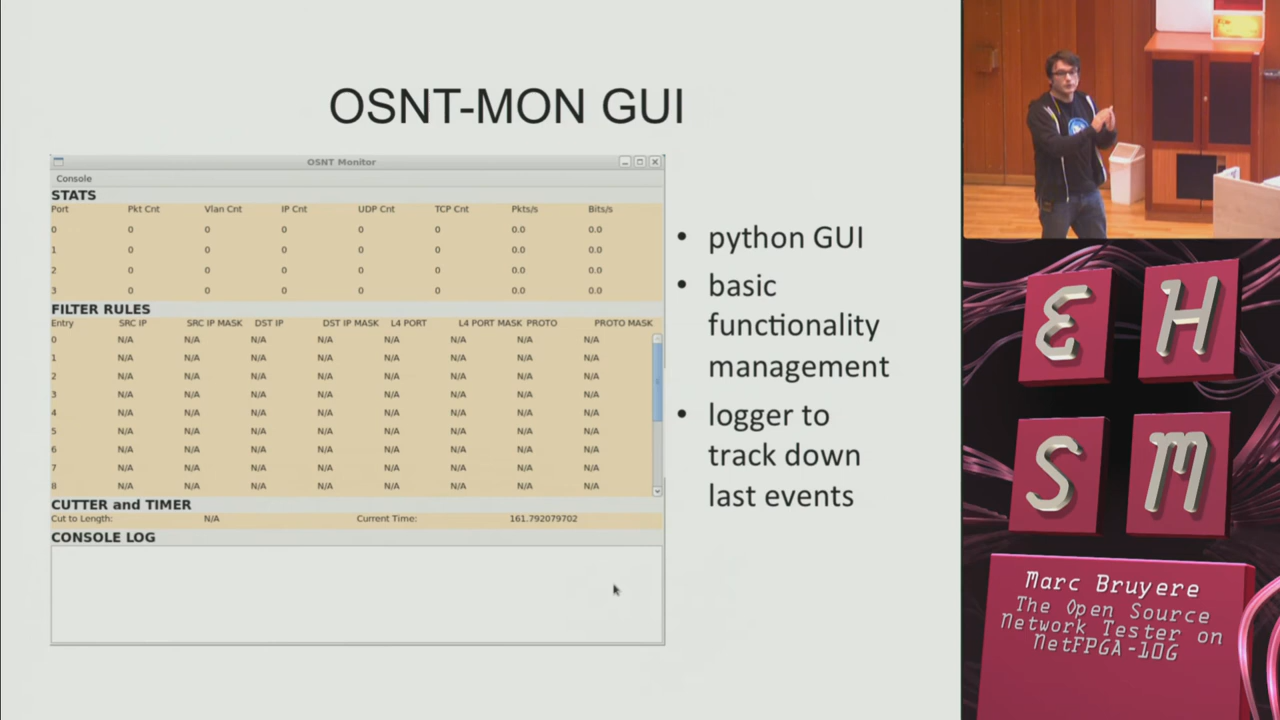 OSNT-MON GUI
OSNT Monitor
Console
STATS
Port Pkt Cnt Vlan Cnt IP Cnt UDP Cnt TCP Cnt Pkts/s Bits/s
0 0 0 0 0 0 0.0 0.0
1 0 0 0 0 0 0.0 0.0
2 0 0 0 0 0 0.0 0.0
3 0 0 0 0 0 0.0 0.0
FILTER RULES
Entry SRC IP SRC IP MASK DST IP DST IP MASK L4 PORT L4 PORT MASK PROTO PROTO MASK
0 N/A N/A N/A N/A N/A N/A N/A N/A
1 N/A N/A N/A N/A N/A N/A N/A N/A
2 N/A N/A N/A N/A N/A N/A N/A N/A
3 N/A N/A N/A N/A N/A N/A N/A N/A
4 N/A N/A N/A N/A N/A N/A N/A N/A
5 N/A N/A N/A N/A N/A N/A N/A N/A
6 N/A N/A N/A N/A N/A N/A N/A N/A
7 N/A N/A N/A N/A N/A N/A N/A N/A
8 N/A N/A N/A N/A N/A N/A N/A N/A
CUTTER and TIMER
Cut to Length: N/A Current Time: 161.792079702
CONSOLE LOG
• python GUI
• basic
functionality
management
• logger to
track down
last events
EH
SM
Marc Bruyere
The Open Source
Network Tester on
NetFPGA-10G